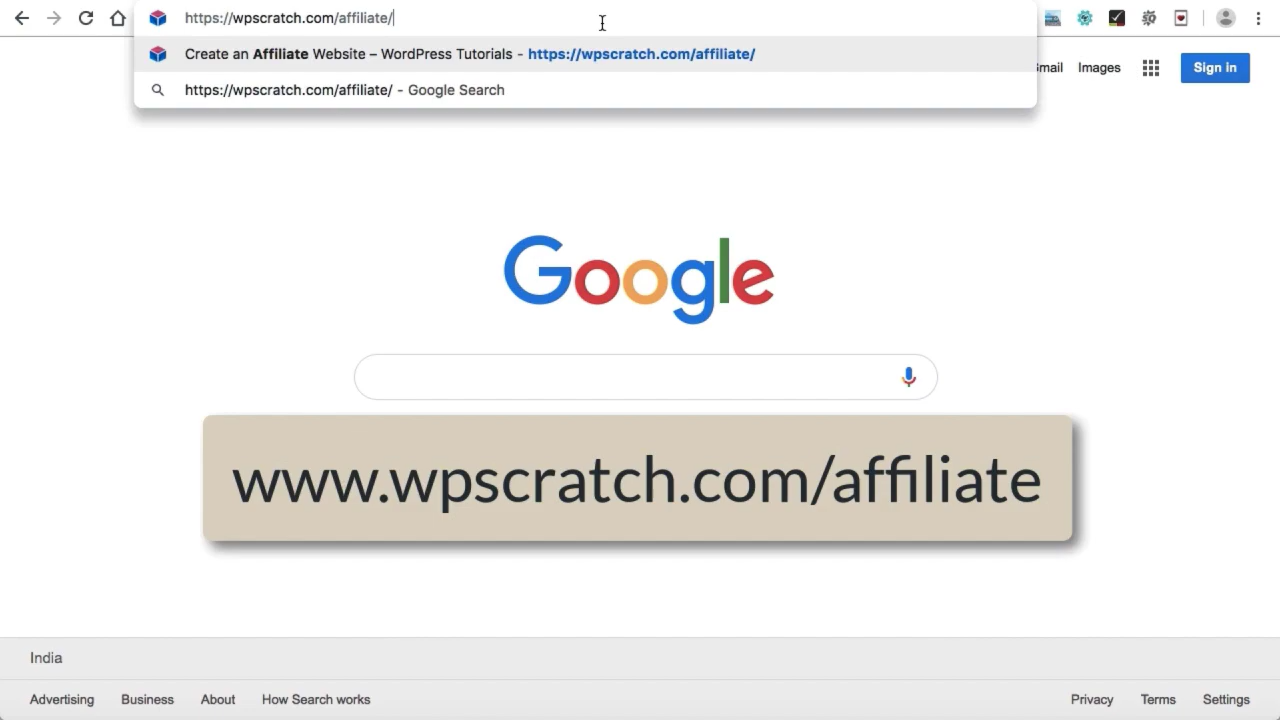 https://wpscratch.com/affiliate/
Create an Affiliate Website – WordPress Tutorials - https://wpscratch.com/affiliate/
https://wpscratch.com/affiliate/ - Google Search
Images
Sign in
Google
www.wpscratch.com/affiliate
India
Advertising Business About How Search works Privacy Terms Settings